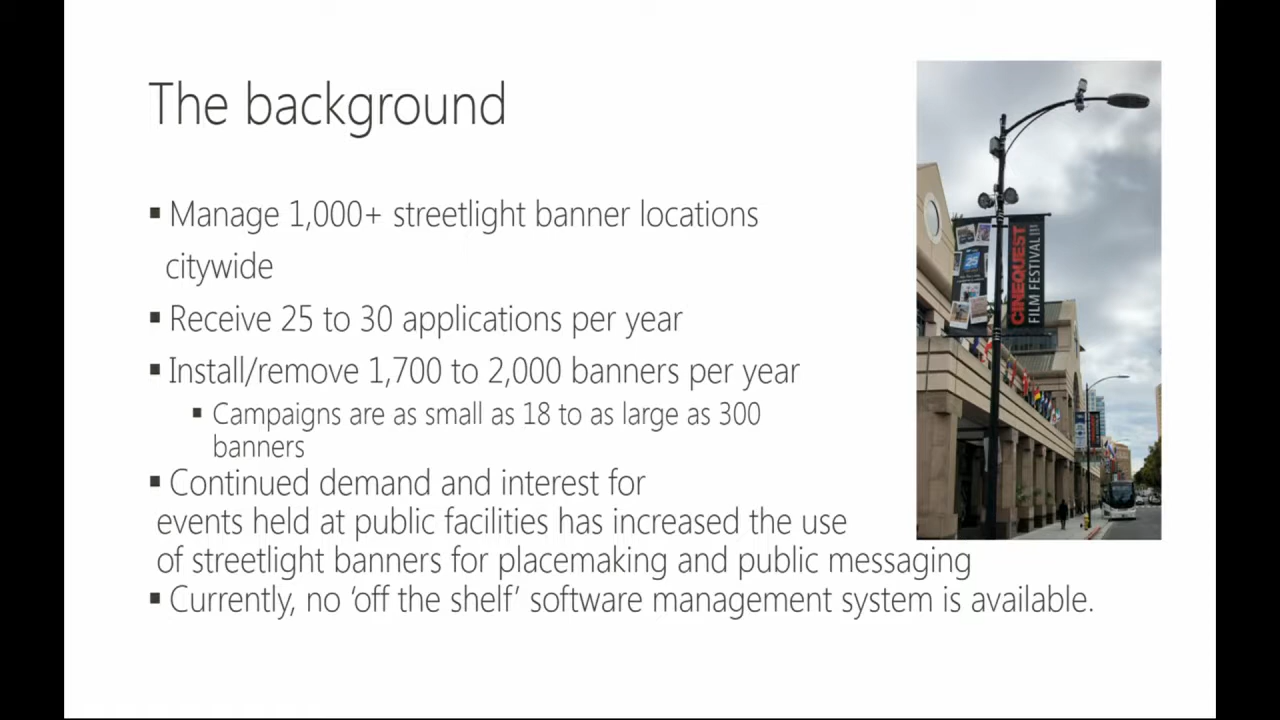 The background
▪ Manage 1,000+ streetlight banner locations
citywide
▪ Receive 25 to 30 applications per year
▪ Install/remove 1,700 to 2,000 banners per year
▪ Campaigns are as small as 18 to as large as 300
banners
▪ Continued demand and interest for
events held at public facilities has increased the use
of streetlight banners for placemaking and public messaging
▪ Currently, no ‘off the shelf’ software management system is available.
25
CINEQUEST
FILM FESTIVAL